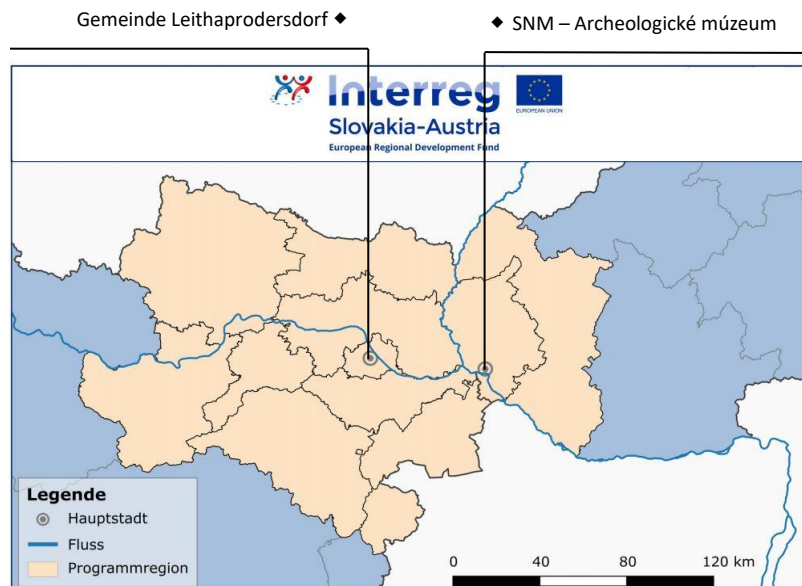 Gemeinde Leithaprodersdorf ◆
◆ SNM – Archeologické múzeum
Interreg
EUROPEAN UNION
Slovakia-Austria
European Regional Development Fund
Legende
Hauptstadt
Fluss
Programmregion
0 40 80 120 km